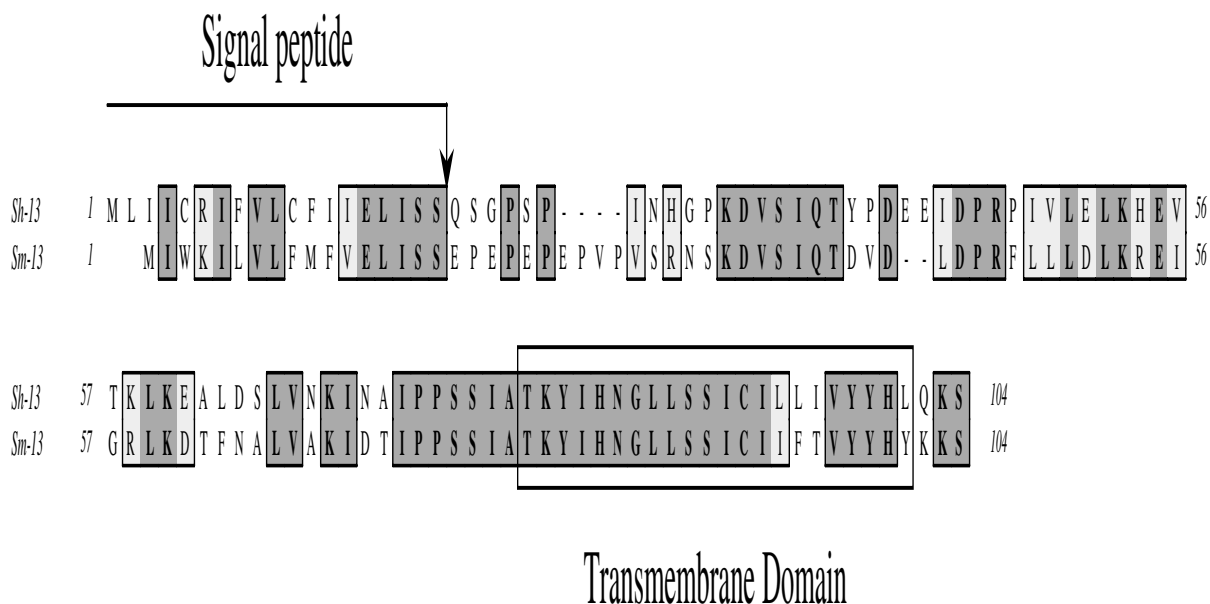 Signal peptide
Sh-13 1 M L I I C R I F V L C F I I E L I S S Q S G P S P - - - - I N H G P K D V S I Q T Y P D E E I D P R P I V L E L K H E V 56
Sm-13 1 M I W K I L V L F M F V E L I S S E P E P E P E P V P V S R N S K D V S I Q T D V D - - L D P R F L L L D L K R E I 56
Sh-13 57 T K L K E A L D S L V N K I N A I P P S S I A T K Y I H N G L L S S I C I L L I V Y Y H L Q K S 104
Sm-13 57 G R L K D T F N A L V A K I D T I P P S S I A T K Y I H N G L L S S I C I I F T V Y Y H Y K K S 104
Transmembrane Domain